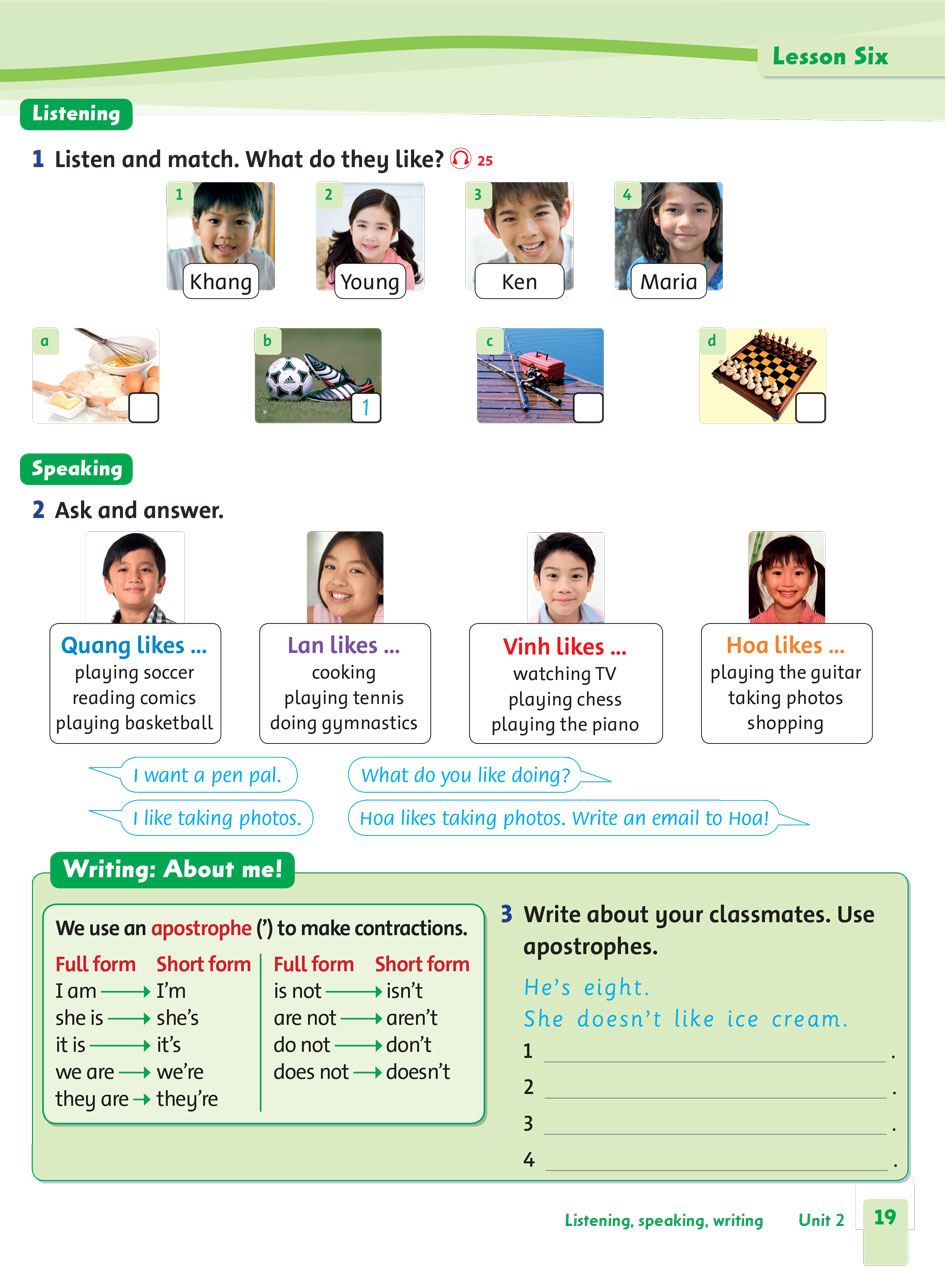 Lesson Six
Listening
1 Listen and match. What do they like? 25
1
2
3
4
Khang
Young
Ken
Maria
a
b
c
d
1
Speaking
2 Ask and answer.
Quang likes ...
playing soccer
reading comics
playing basketball
Lan likes ...
cooking
playing tennis
doing gymnastics
Vinh likes ...
watching TV
playing chess
playing the piano
Hoa likes ...
playing the guitar
taking photos
shopping
I want a pen pal.
What do you like doing?
I like taking photos.
Hoa likes taking photos. Write an email to Hoa!
Writing: About me!
We use an apostrophe (’) to make contractions.
Full form Short form
I am I’m
she is she’s
it is it’s
we are we’re
they are they’re
Full form Short form
is not isn’t
are not aren’t
do not don’t
does not doesn’t
3 Write about your classmates. Use
apostrophes.
He’s eight.
She doesn’t like ice cream.
1 .
2 .
3 .
4 .
Listening, speaking, writing Unit 2 19